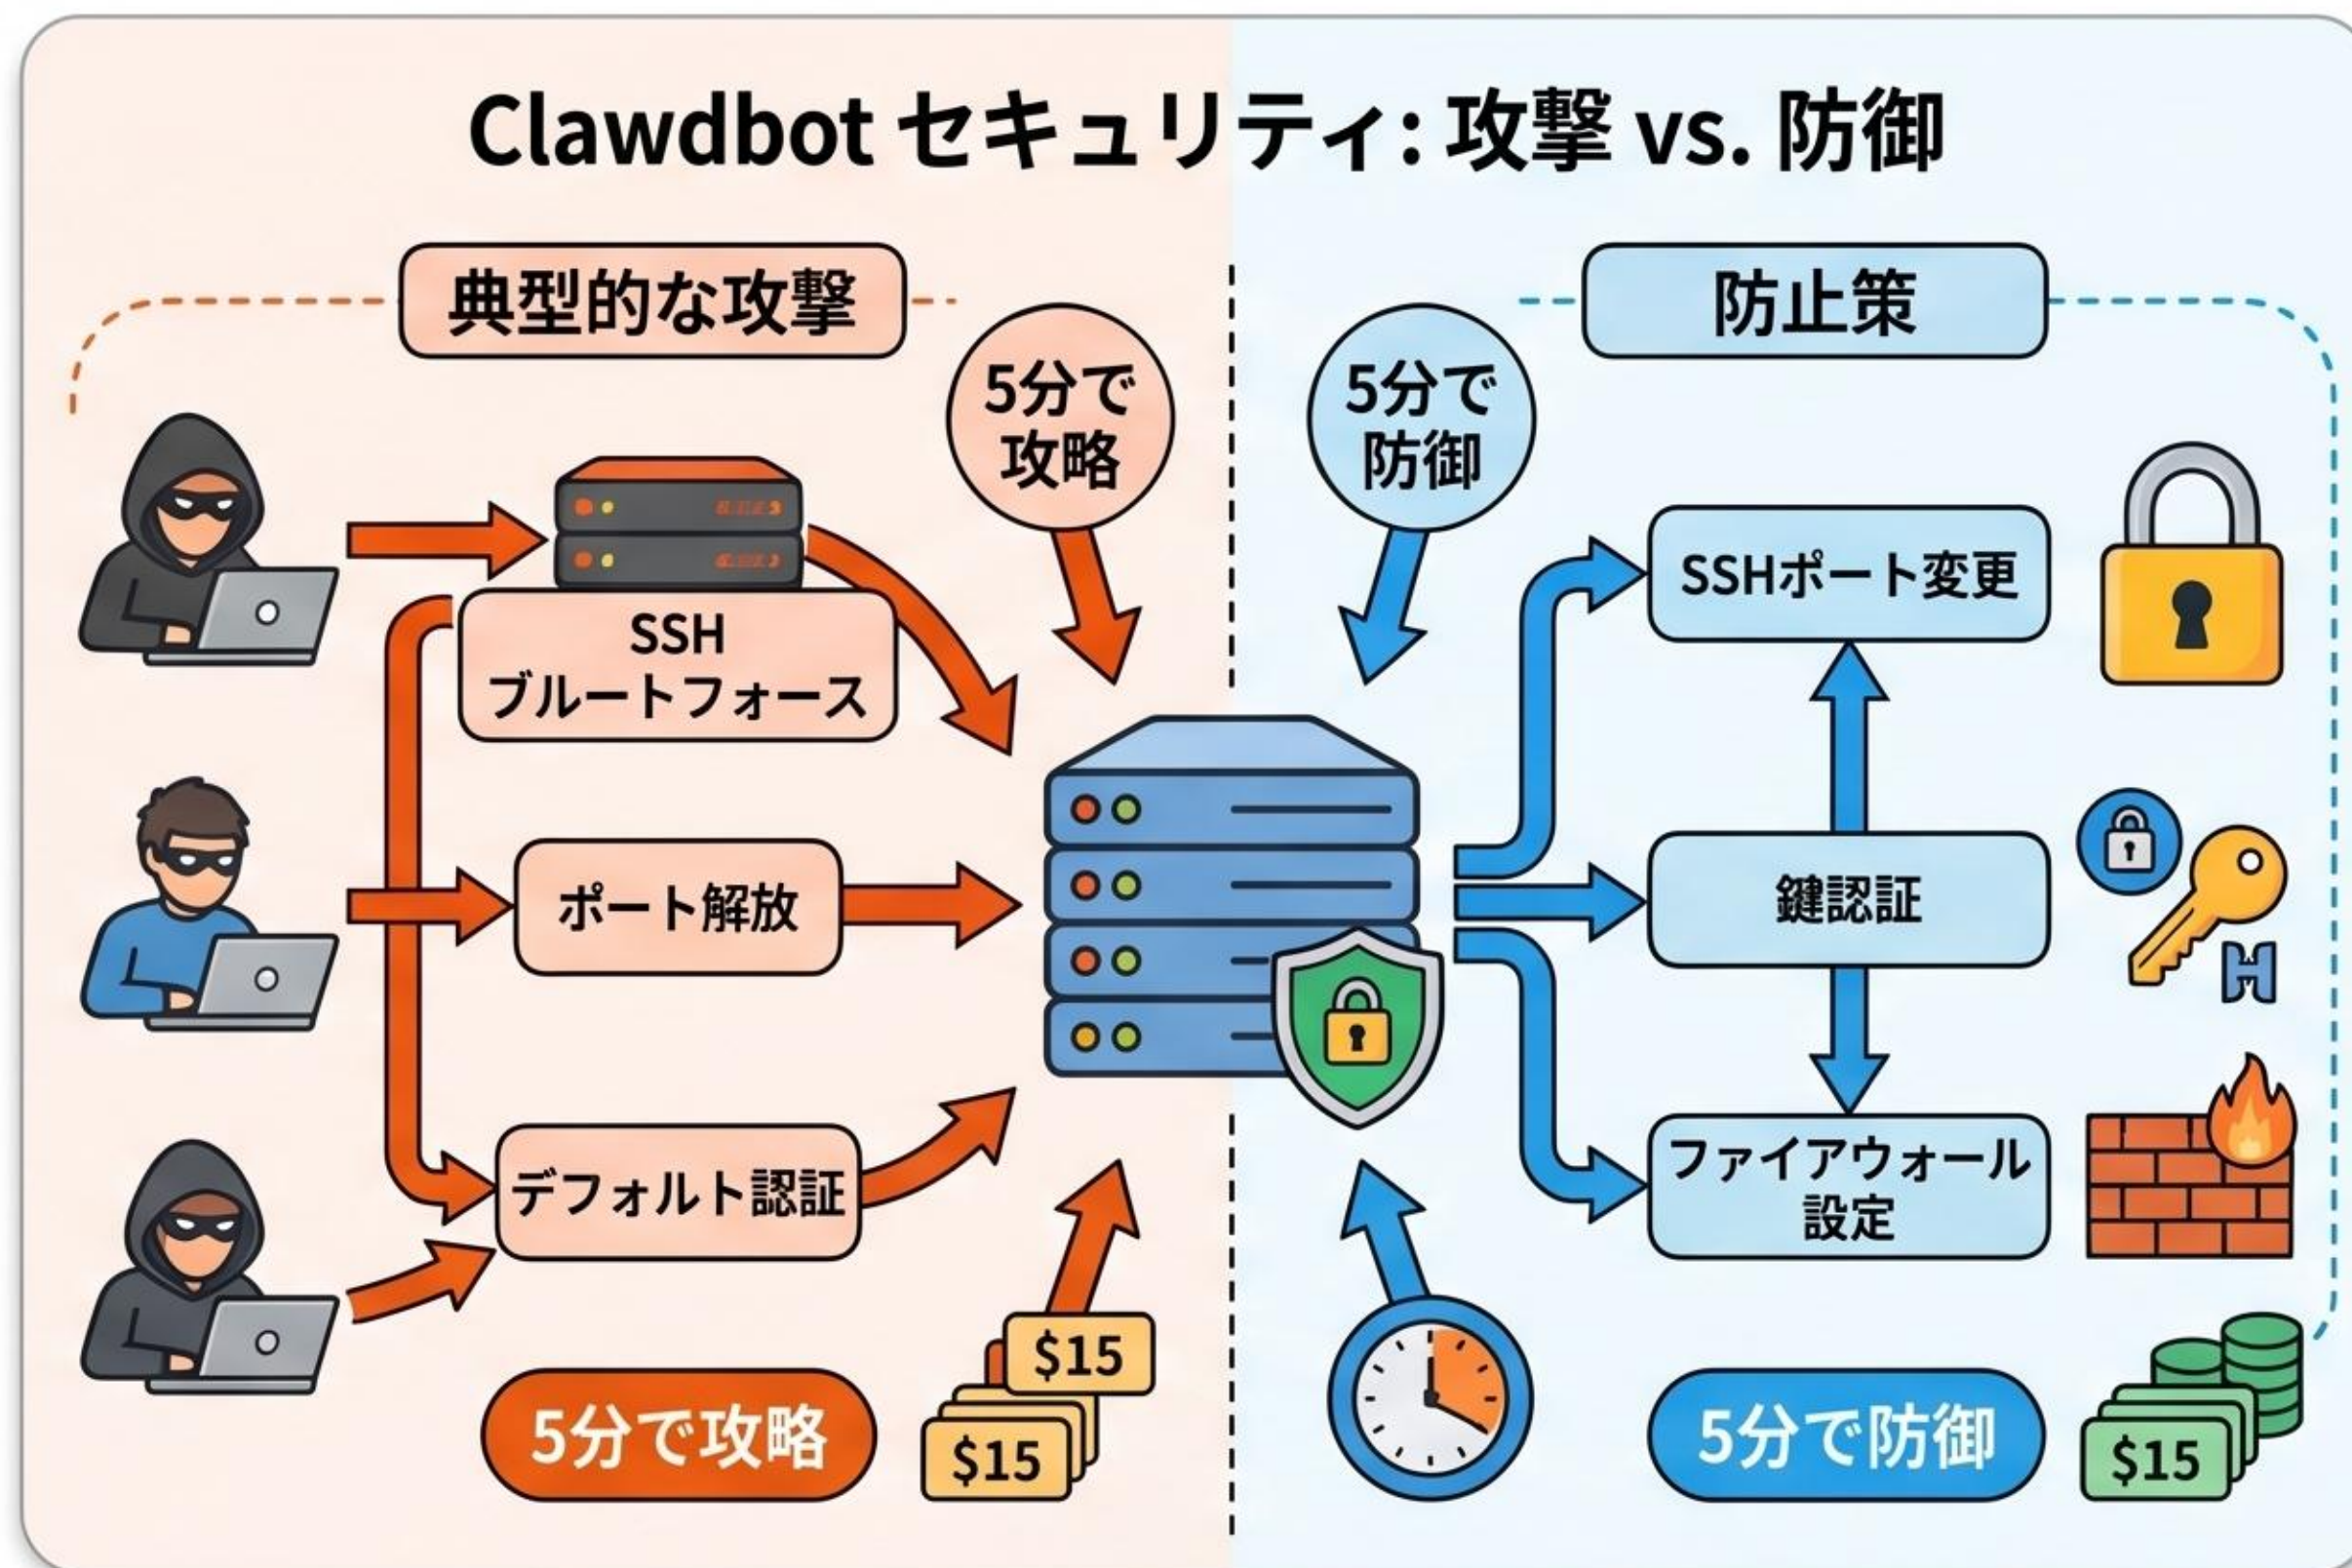 Clawdbot セキュリティ: 攻撃 vs. 防御
典型的な攻撃
5分で
攻略
SSH
ブルートフォース
ポート解放
デフォルト認証
5分で攻略
$15
$15
防止策
5分で
防御
SSHポート変更
鍵認証
ファイアウォール
設定
5分で防御
$15